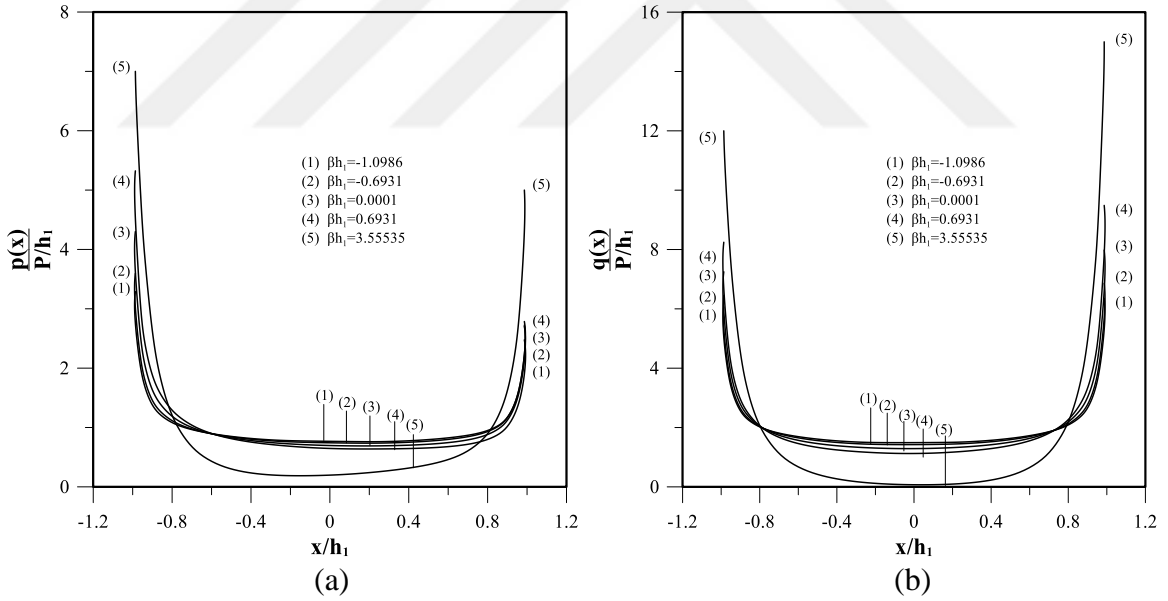 8
6
4
2
0
p(x)
P/h₁
(5)
(4)
(3)
(2)
(1)
(1) βh₁=-1.0986
(2) βh₁=-0.6931
(3) βh₁=0.0001
(4) βh₁=0.6931
(5) βh₁=3.55535
(5)
(4)
(3)
(2)
(1)
(1) (2) (3) (4) (5)
-1.2 -0.8 -0.4 0 0.4 0.8 1.2
x/h₁
(a)
16
12
8
4
0
q(x)
P/h₁
(5)
(4)
(3)
(2)
(1)
(1) βh₁=-1.0986
(2) βh₁=-0.6931
(3) βh₁=0.0001
(4) βh₁=0.6931
(5) βh₁=3.55535
(5)
(4)
(3)
(2)
(1)
(1) (2) (3) (4) (5)
-1.2 -0.8 -0.4 0 0.4 0.8 1.2
x/h₁
(b)